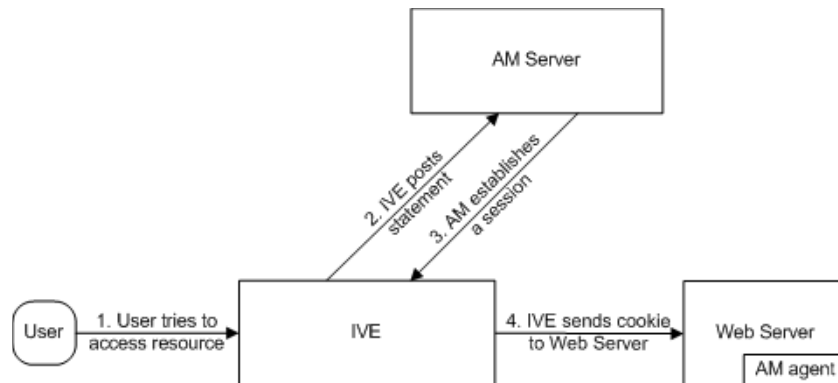 AM Server
2. IVE posts
statement
3. AM establishes
a session
User
1. User tries to
access resource
IVE
4. IVE sends cookie
to Web Server
Web Server
AM agent